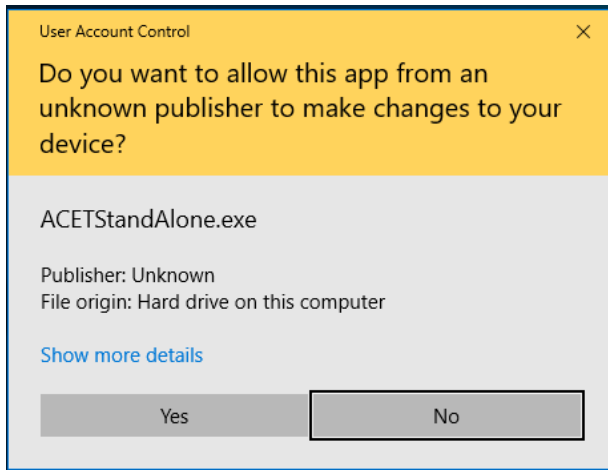 User Account Control
Do you want to allow this app from an
unknown publisher to make changes to your
device?
ACETStandAlone.exe
Publisher: Unknown
File origin: Hard drive on this computer
Show more details
Yes
No